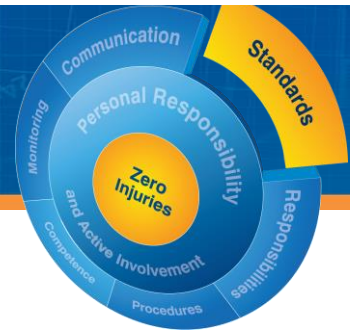 Communication
Standards
Monitoring
Personal Responsibility
Zero
Injuries
and Active Involvement
Responsibilities
Competence
Procedures